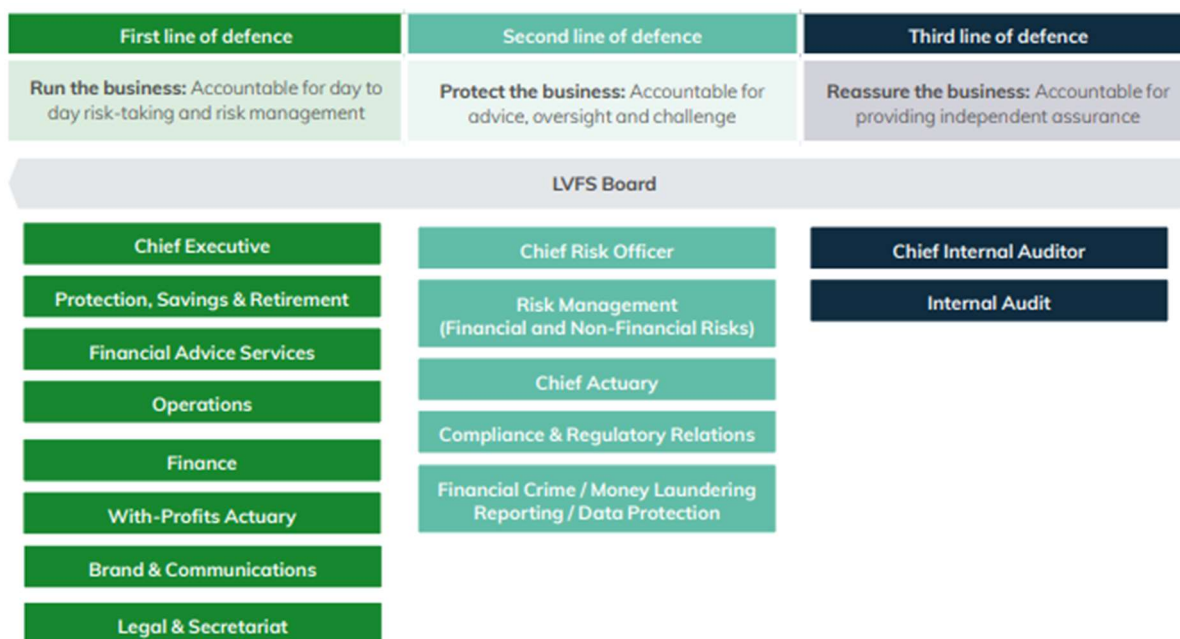 First line of defence
Second line of defence
Third line of defence
Run the business: Accountable for day to
day risk-taking and risk management
Protect the business: Accountable for
advice, oversight and challenge
Reassure the business: Accountable for
providing independent assurance
LVFS Board
Chief Executive
Protection, Savings & Retirement
Financial Advice Services
Operations
Finance
With-Profits Actuary
Brand & Communications
Legal & Secretariat
Chief Risk Officer
Risk Management
(Financial and Non-Financial Risks)
Chief Actuary
Compliance & Regulatory Relations
Financial Crime / Money Laundering
Reporting / Data Protection
Chief Internal Auditor
Internal Audit